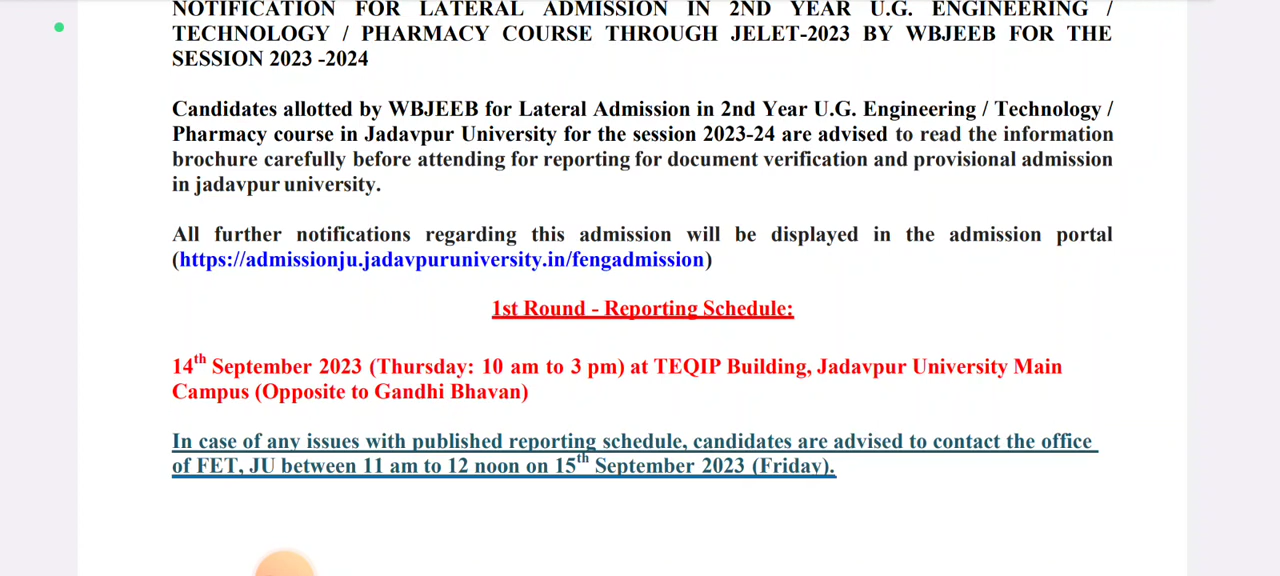 NOTIFICATION FOR LATERAL ADMISSION IN 2ND YEAR U.G. ENGINEERING /
TECHNOLOGY / PHARMACY COURSE THROUGH JELET-2023 BY WBJEEB FOR THE
SESSION 2023 -2024
Candidates allotted by WBJEEB for Lateral Admission in 2nd Year U.G. Engineering / Technology /
Pharmacy course in Jadavpur University for the session 2023-24 are advised to read the information
brochure carefully before attending for reporting for document verification and provisional admission
in jadavpur university.
All further notifications regarding this admission will be displayed in the admission portal
(https://admissionju.jadavpuruniversity.in/fengadmission)
1st Round - Reporting Schedule:
14th September 2023 (Thursday: 10 am to 3 pm) at TEQIP Building, Jadavpur University Main
Campus (Opposite to Gandhi Bhavan)
In case of any issues with published reporting schedule, candidates are advised to contact the office
of FET, JU between 11 am to 12 noon on 15th September 2023 (Friday).